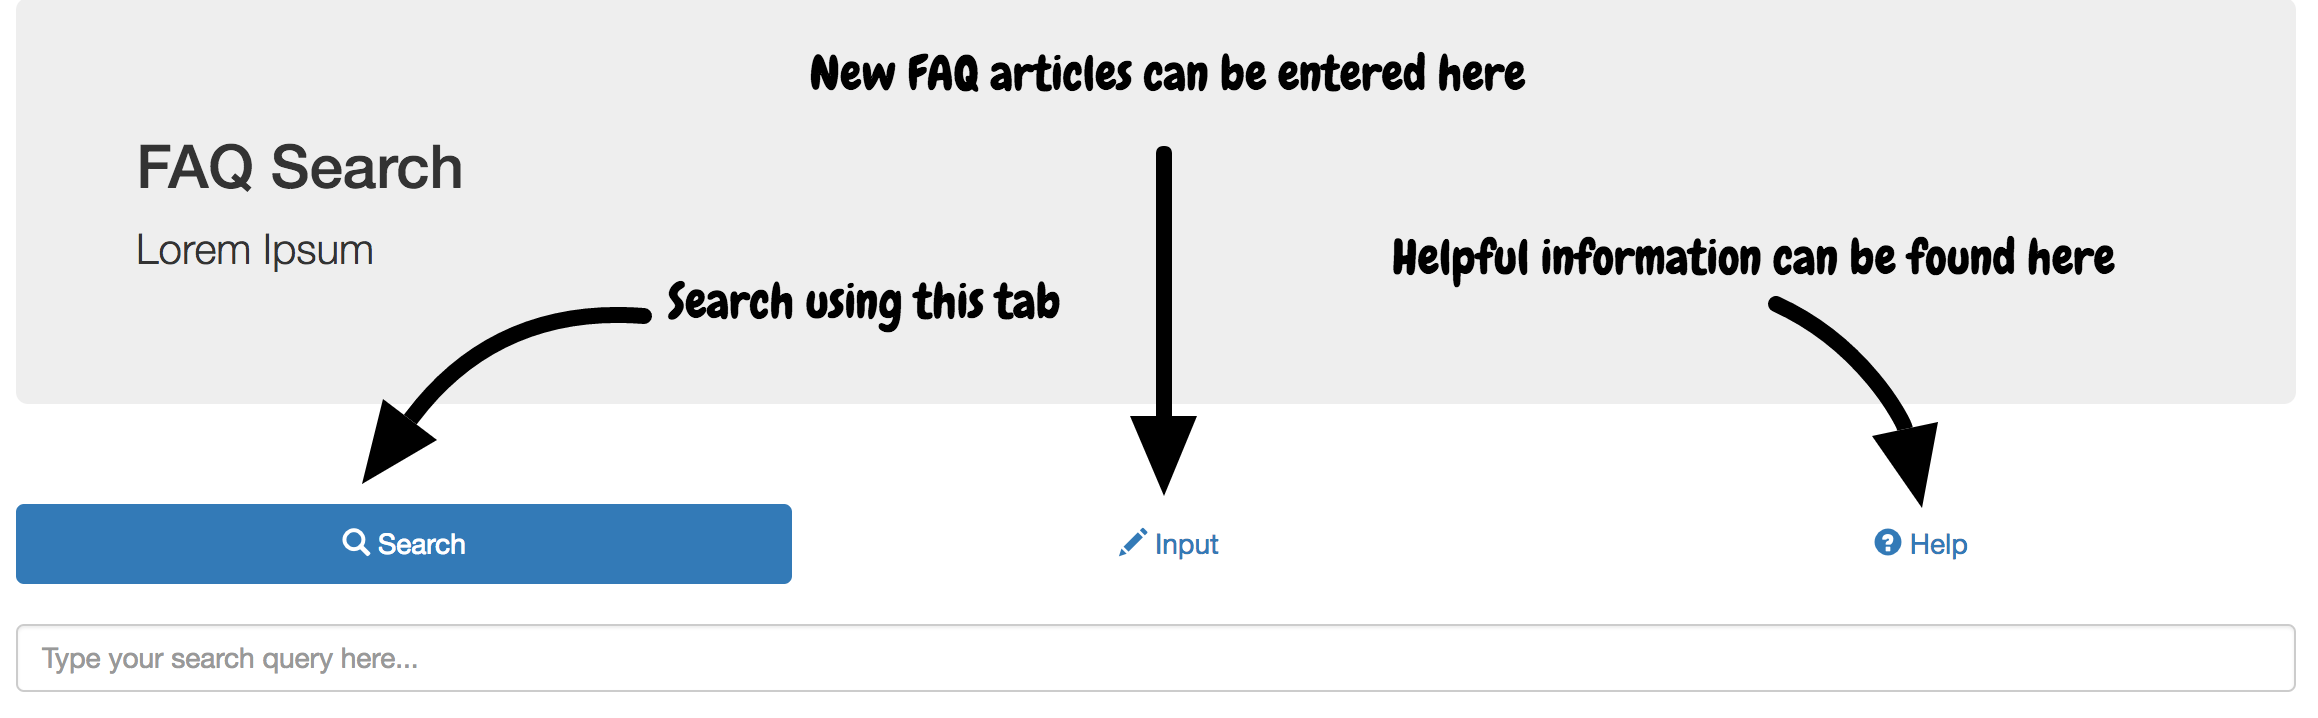 New FAQ articles can be entered here
FAQ Search
Lorem Ipsum
Helpful information can be found here
Search using this tab
Search
Input
Help
Type your search query here...